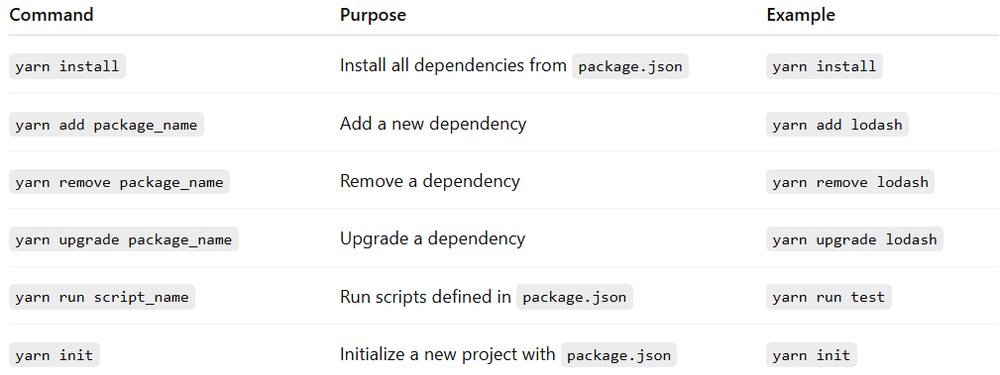 Command Purpose Example
yarn install Install all dependencies from package.json yarn install
yarn add package_name Add a new dependency yarn add lodash
yarn remove package_name Remove a dependency yarn remove lodash
yarn upgrade package_name Upgrade a dependency yarn upgrade lodash
yarn run script_name Run scripts defined in package.json yarn run test
yarn init Initialize a new project with package.json yarn init